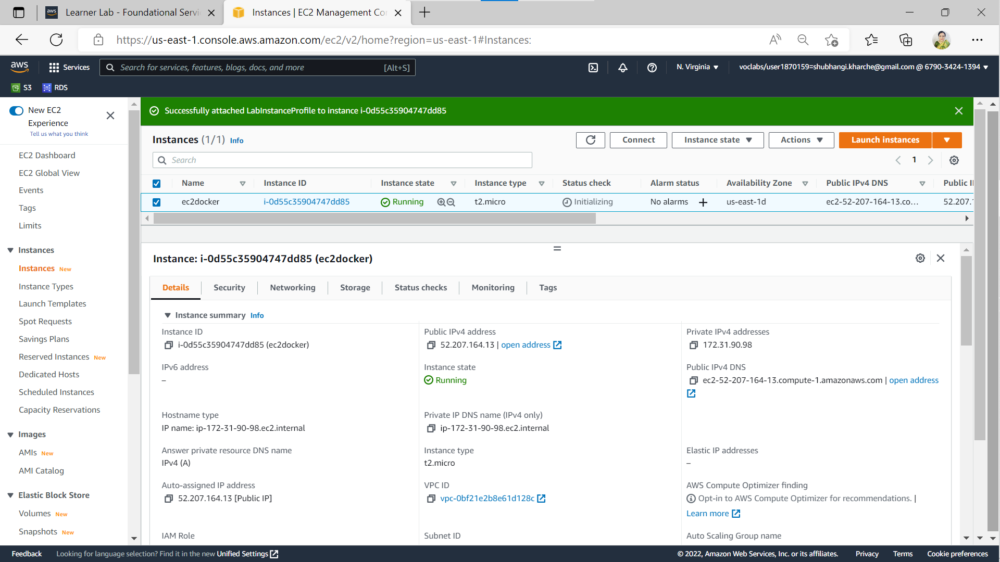 Learner Lab - Foundational Servi
Instances | EC2 Management Co
https://us-east-1.console.aws.amazon.com/ec2/v2/home?region=us-east-1#Instances:
aws
Services
Search for services, features, blogs, docs, and more
[Alt+S]
N. Virginia
voclabs/user1870159=shubhangi.kharche@gmail.com @ 6790-3424-1394
S3
RDS
New EC2
Experience
Tell us what you think
EC2 Dashboard
EC2 Global View
Events
Tags
Limits
Instances
Instances New
Instance Types
Launch Templates
Spot Requests
Savings Plans
Reserved Instances New
Dedicated Hosts
Scheduled Instances
Capacity Reservations
Images
AMIs New
AMI Catalog
Elastic Block Store
Volumes New
Snapshots New
Successfully attached LabInstanceProfile to instance i-0d55c35904747dd85
Instances (1/1) Info
Connect
Instance state
Actions
Launch instances
Search
1
Name
Instance ID
Instance state
Instance type
Status check
Alarm status
Availability Zone
Public IPv4 DNS
Public I
ec2docker
i-0d55c35904747dd85
Running
t2.micro
Initializing
No alarms
us-east-1d
ec2-52-207-164-13.co...
52.207.
Instance: i-0d55c35904747dd85 (ec2docker)
Details
Security
Networking
Storage
Status checks
Monitoring
Tags
Instance summary Info
Instance ID
i-0d55c35904747dd85 (ec2docker)
Public IPv4 address
52.207.164.13 | open address
Private IPv4 addresses
172.31.90.98
IPv6 address
–
Instance state
Running
Public IPv4 DNS
ec2-52-207-164-13.compute-1.amazonaws.com | open address
Hostname type
IP name: ip-172-31-90-98.ec2.internal
Private IP DNS name (IPv4 only)
ip-172-31-90-98.ec2.internal
Answer private resource DNS name
IPv4 (A)
Instance type
t2.micro
Elastic IP addresses
–
Auto-assigned IP address
52.207.164.13 [Public IP]
VPC ID
vpc-0bf21e2b8e61d128c
AWS Compute Optimizer finding
Opt-in to AWS Compute Optimizer for recommendations. |
Learn more
IAM Role
Subnet ID
Auto Scaling Group name
Feedback
Looking for language selection? Find it in the new Unified Settings
© 2022, Amazon Web Services, Inc. or its affiliates.
Privacy
Terms
Cookie preferences